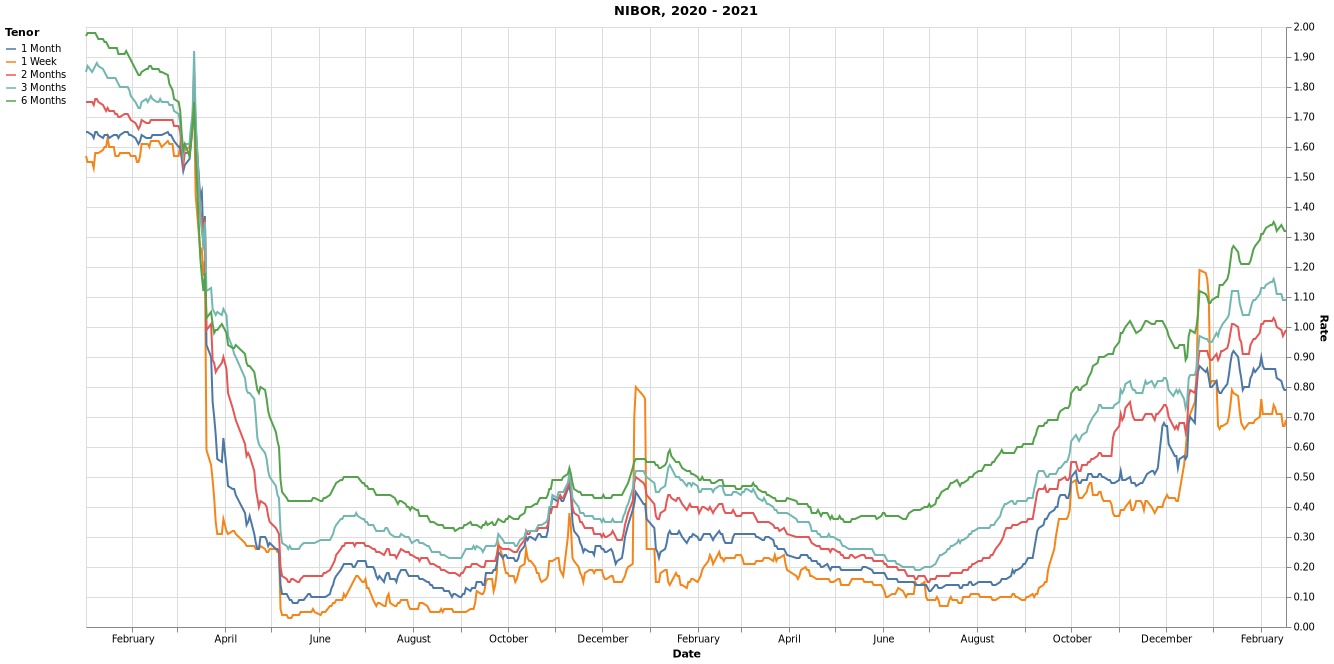 NIBOR, 2020 - 2021
Tenor
1 Month
1 Week
2 Months
3 Months
6 Months
2.00
1.90
1.80
1.70
1.60
1.50
1.40
1.30
1.20
1.10
1.00
0.90
0.80
0.70
0.60
0.50
0.40
0.30
0.20
0.10
0.00
Rate
February April June August October December February April June August October December February
Date